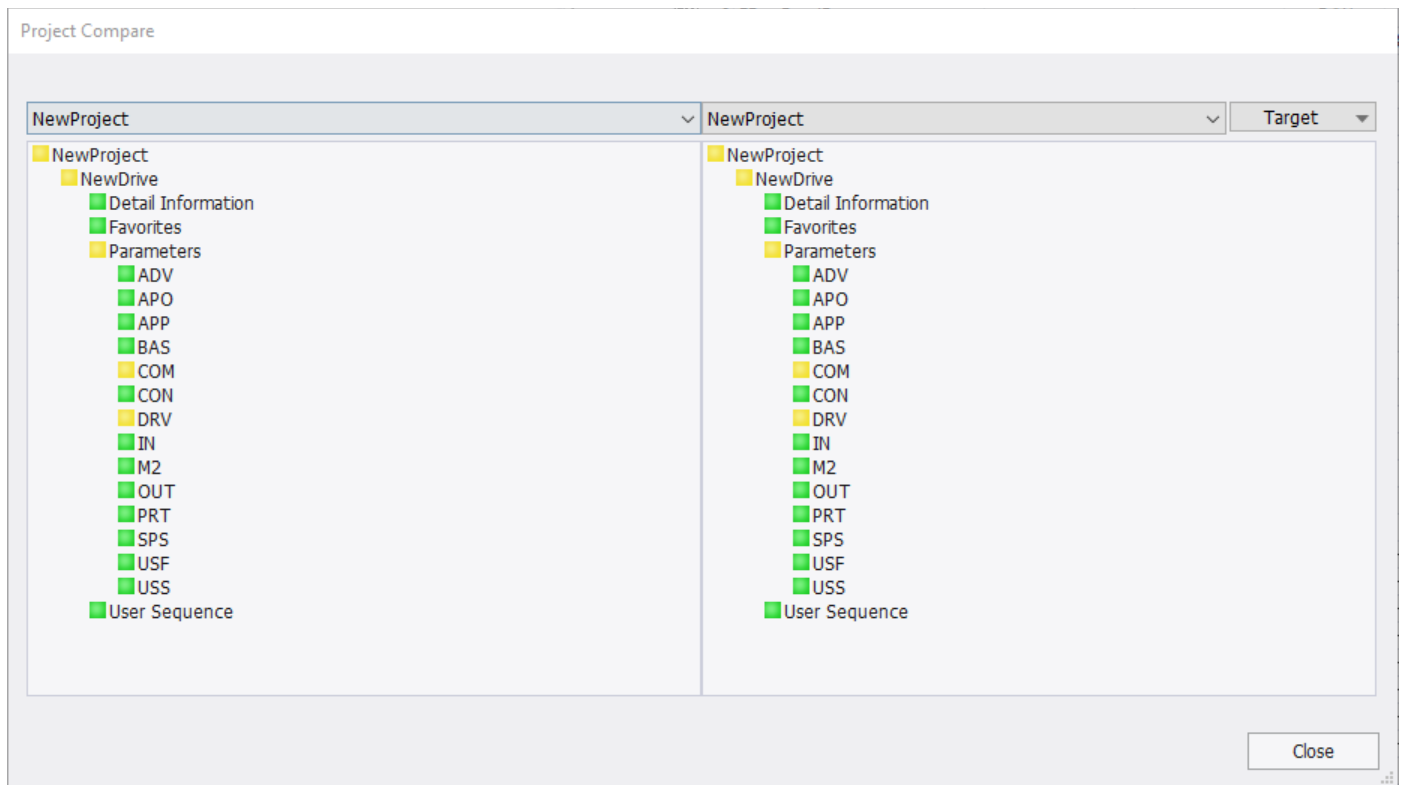 Project Compare
NewProject
NewProject
Target
NewProject
NewDrive
Detail Information
Favorites
Parameters
ADV
APO
APP
BAS
COM
CON
DRV
IN
M2
OUT
PRT
SPS
USF
USS
User Sequence
NewProject
NewDrive
Detail Information
Favorites
Parameters
ADV
APO
APP
BAS
COM
CON
DRV
IN
M2
OUT
PRT
SPS
USF
USS
User Sequence
Close